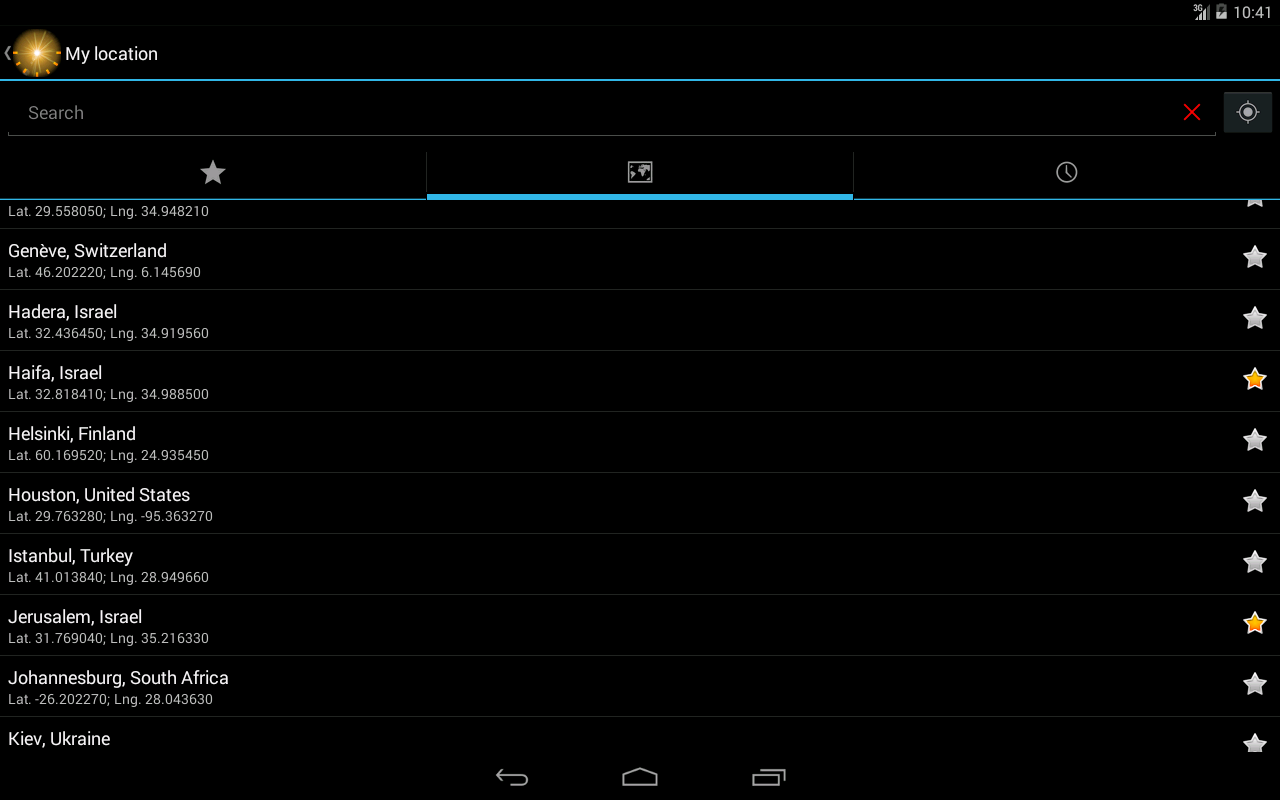 3G
10:41
My location
Search
Lat. 29.558050; Lng. 34.948210
Genève, Switzerland
Lat. 46.202220; Lng. 6.145690
Hadera, Israel
Lat. 32.436450; Lng. 34.919560
Haifa, Israel
Lat. 32.818410; Lng. 34.988500
Helsinki, Finland
Lat. 60.169520; Lng. 24.935450
Houston, United States
Lat. 29.763280; Lng. -95.363270
Istanbul, Turkey
Lat. 41.013840; Lng. 28.949660
Jerusalem, Israel
Lat. 31.769040; Lng. 35.216330
Johannesburg, South Africa
Lat. -26.202270; Lng. 28.043630
Kiev, Ukraine